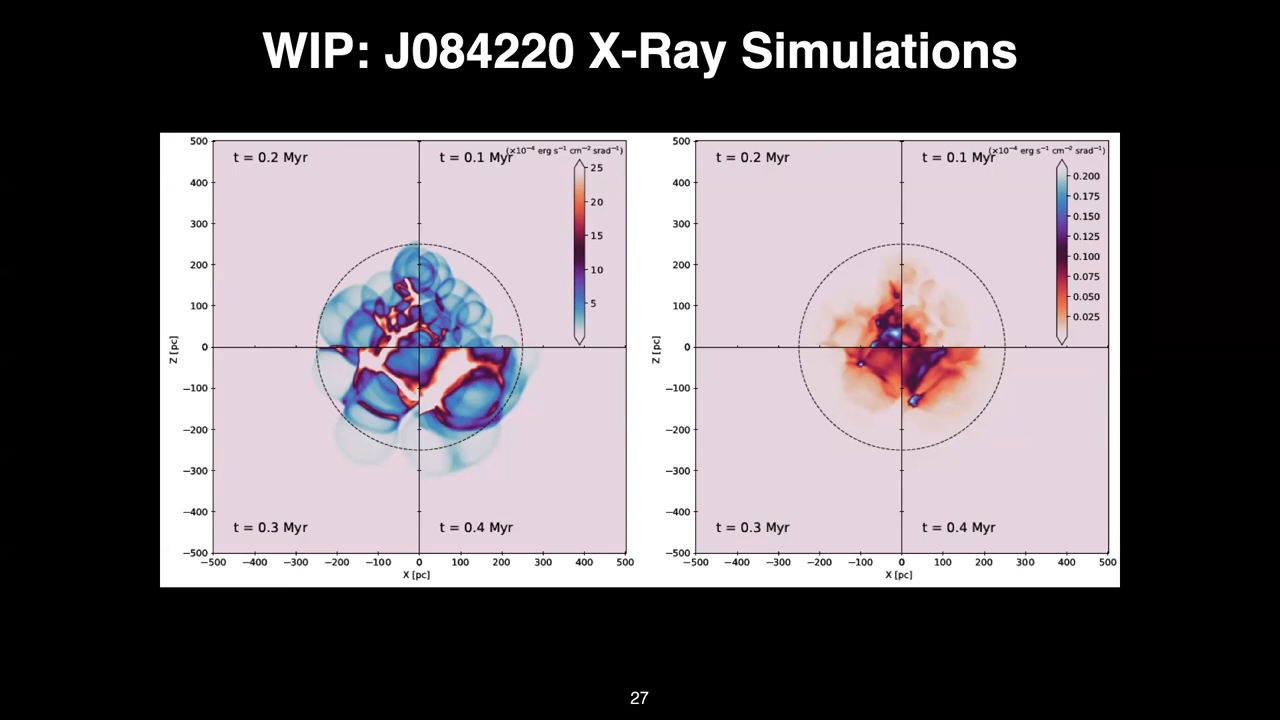 WIP: J084220 X-Ray Simulations
t = 0.2 Myr
t = 0.1 Myr
(×10⁻⁴ erg s⁻¹ cm⁻² srad⁻¹)
25
20
15
10
5
500
400
300
200
100
0
−100
−200
−300
−400
−500
Z [pc]
t = 0.3 Myr
t = 0.4 Myr
−500 −400 −300 −200 −100 0 100 200 300 400 500
X [pc]
t = 0.2 Myr
t = 0.1 Myr
(×10⁻⁴ erg s⁻¹ cm⁻² srad⁻¹)
0.200
0.175
0.150
0.125
0.100
0.075
0.050
0.025
500
400
300
200
100
0
−100
−200
−300
−400
−500
Z [pc]
t = 0.3 Myr
t = 0.4 Myr
−500 −400 −300 −200 −100 0 100 200 300 400 500
X [pc]
27